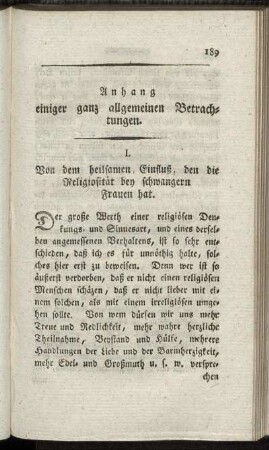 189
Anhang
einiger ganz allgemeinen Betrach-
tungen.
I.
Von dem heilsamen Einfluß, den die
Religiosität bey schwangern
Frauen hat.
Der große Werth einer religiösen Den-
kungs- und Sinnesart, und eines dersel-
ben angemessenen Verhaltens, ist so sehr ent-
schieden, daß ich es für unnöthig halte, sol-
ches hier erst zu beweisen. Denn wer ist so
äußerst verdorben, daß er nicht einen religiösen
Menschen schäzen, daß er nicht lieber mit ei-
nem solchen, als mit einem irreligiösen umge-
hen sollte. Von wem dürfen wir uns mehr
Treue und Redlichkeit, mehr wahre herzliche
Theilnahme, Beystand und Hülfe, mehrere
Handlungen der Liebe und der Barmherzigkeit,
mehr Edel- und Großmuth u. s. w. verspre-
chen